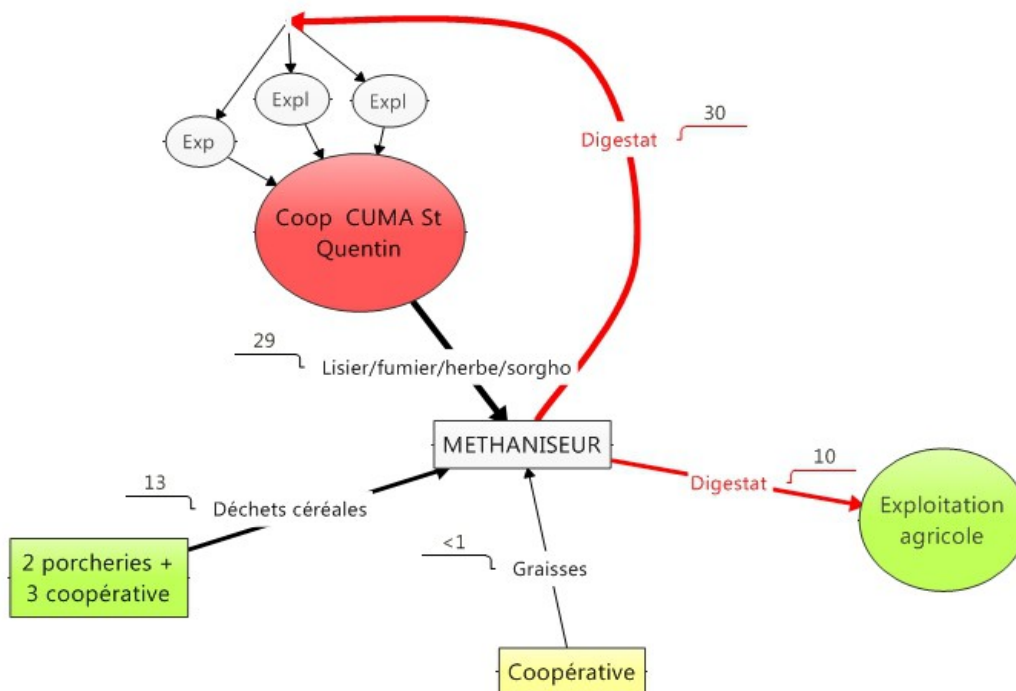 Expl
Expl
Exp
Digestat
30
Coop CUMA St
Quentin
29
Lisier/fumier/herbe/sorgho
METHANISEUR
Digestat
10
Exploitation
agricole
13
Déchets céréales
2 porcheries +
3 coopérative
<1
Graisses
Coopérative